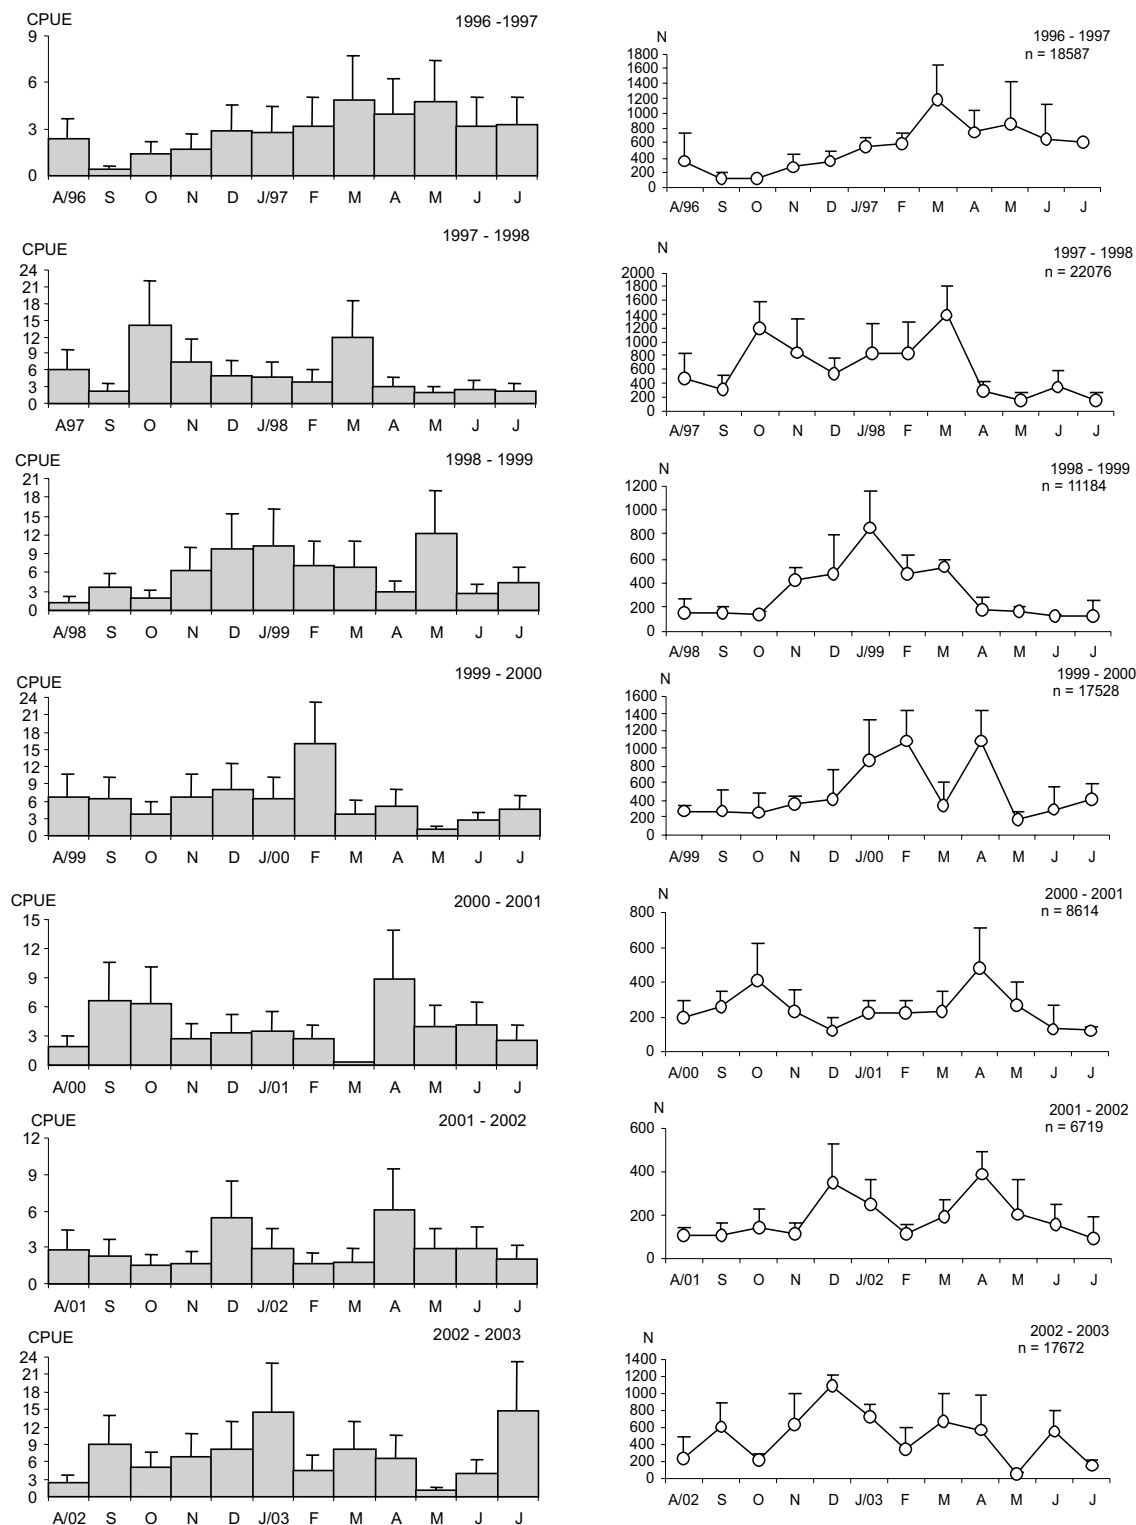 CPUE
1996 -1997
9
6
3
0
A/96 S O N D J/97 F M A M J J
N
1996 - 1997
n = 18587
1800
1600
1400
1200
1000
800
600
400
200
0
A/96 S O N D J/97 F M A M J J
CPUE
1997 - 1998
24
21
18
15
12
9
6
3
0
A97 S O N D J/98 F M A M J J
N
1997 - 1998
n = 22076
2000
1800
1600
1400
1200
1000
800
600
400
200
0
A/97 S O N D J/98 F M A M J J
CPUE
1998 - 1999
21
18
15
12
9
6
3
0
A/98 S O N D J/99 F M A M J J
N
1998 - 1999
n = 11184
1200
1000
800
600
400
200
0
A/98 S O N D J/99 F M A M J J
CPUE
1999 - 2000
24
21
18
15
12
9
6
3
0
A/99 S O N D J/00 F M A M J J
N
1999 - 2000
n = 17528
1600
1400
1200
1000
800
600
400
200
0
A/99 S O N D J/00 F M A M J J
CPUE
2000 - 2001
15
12
9
6
3
0
A/00 S O N D J/01 F M A M J J
N
2000 - 2001
n = 8614
800
600
400
200
0
A/00 S O N D J/01 F M A M J J
CPUE
2001 - 2002
12
9
6
3
0
A/01 S O N D J/02 F M A M J J
N
2001 - 2002
n = 6719
600
400
200
0
A/01 S O N D J/02 F M A M J J
CPUE
2002 - 2003
24
21
18
15
12
9
6
3
0
A/02 S O N D J/03 F M A M J J
N
2002 - 2003
n = 17672
1400
1200
1000
800
600
400
200
0
A/02 S O N D J/03 F M A M J J